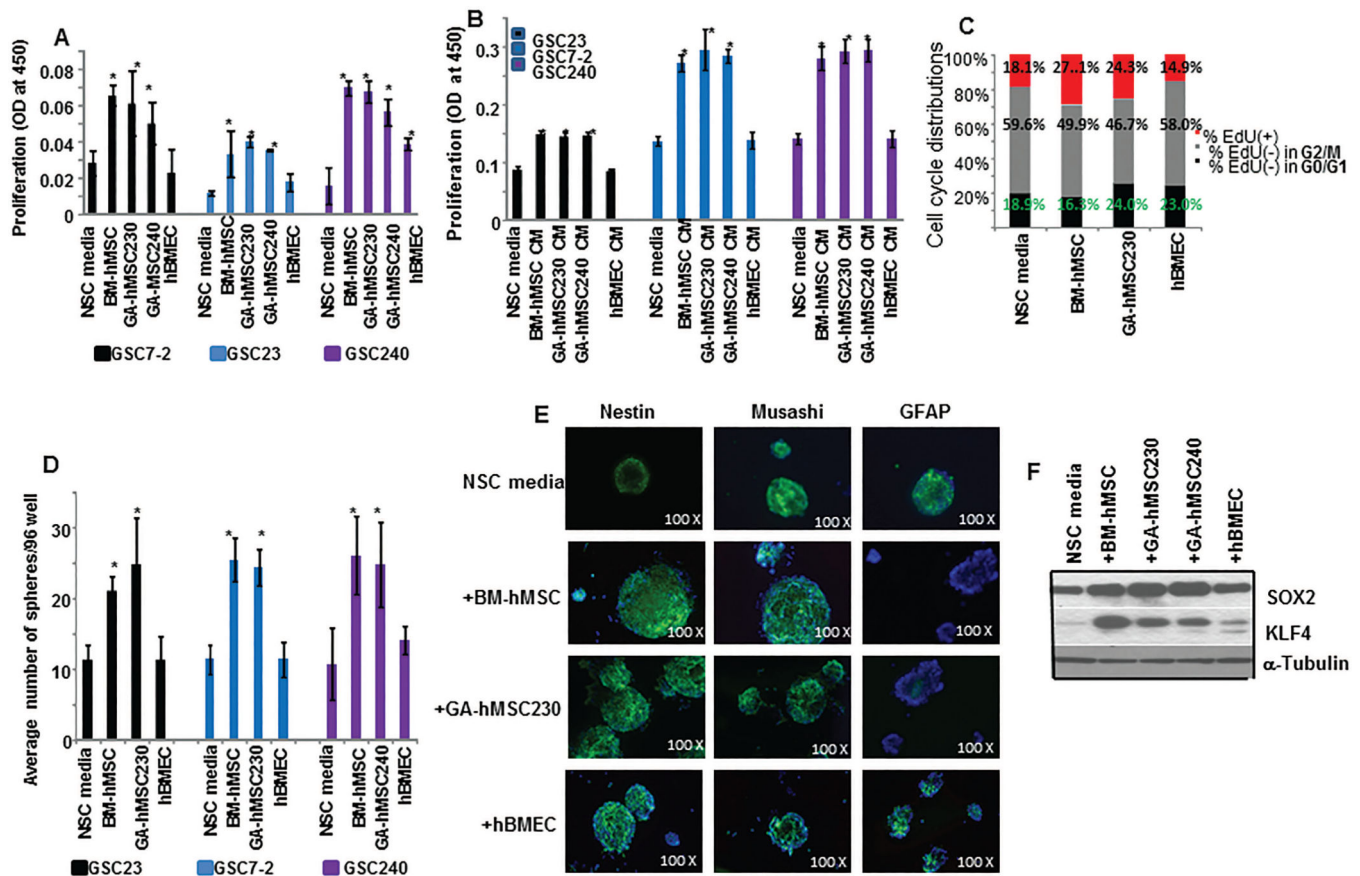 A
Proliferation (OD at 450)
0.08
0.06
0.04
0.02
0
* * * * * * * * * *
NSC media
BM-hMSC
GA-hMSC230
GA-MSC240
hBMEC
NSC media
BM-hMSC
GA-hMSC230
GA-hMSC240
hBMEC
NSC media
BM-hMSC
GA-hMSC230
GA-hMSC240
hBMEC
GSC7-2 GSC23 GSC240
B
Proliferation (OD at 450)
0.3
0.2
0.1
0
GSC23
GSC7-2
GSC240
* * * * * * * * *
NSC media
BM-hMSC CM
GA-hMSC230 CM
GA-hMSC240 CM
hBMEC CM
NSC media
BM-hMSC CM
GA-hMSC230 CM
GA-hMSC240 CM
hBMEC CM
NSC media
BM-hMSC CM
GA-hMSC230 CM
GA-hMSC240 CM
hBMEC CM
C
Cell cycle distributions
100%
80%
60%
40%
20%
18.1% 27..1% 24.3% 14.9%
59.6% 49.9% 46.7% 58.0%
18.9% 16.3% 24.0% 23.0%
% EdU(+)
% EdU(-) in G2/M
% EdU(-) in G0/G1
NSC media
BM-hMSC
GA-hMSC230
hBMEC
D
Average number of spheres/96 well
30
20
10
0
* * * * * *
NSC media
BM-hMSC
GA-hMSC230
hBMEC
NSC media
BM-hMSC
GA-hMSC230
hBMEC
NSC media
BM-hMSC
GA-hMSC240
hBMEC
GSC23 GSC7-2 GSC240
E
Nestin Musashi GFAP
NSC media
100 X 100 X 100 X
+BM-hMSC
100 X 100 X 100 X
+GA-hMSC230
100 X 100 X 100 X
+hBMEC
100 X 100 X 100 X
F
NSC media
+BM-hMSC
+GA-hMSC230
+GA-hMSC240
+hBMEC
SOX2
KLF4
α-Tubulin